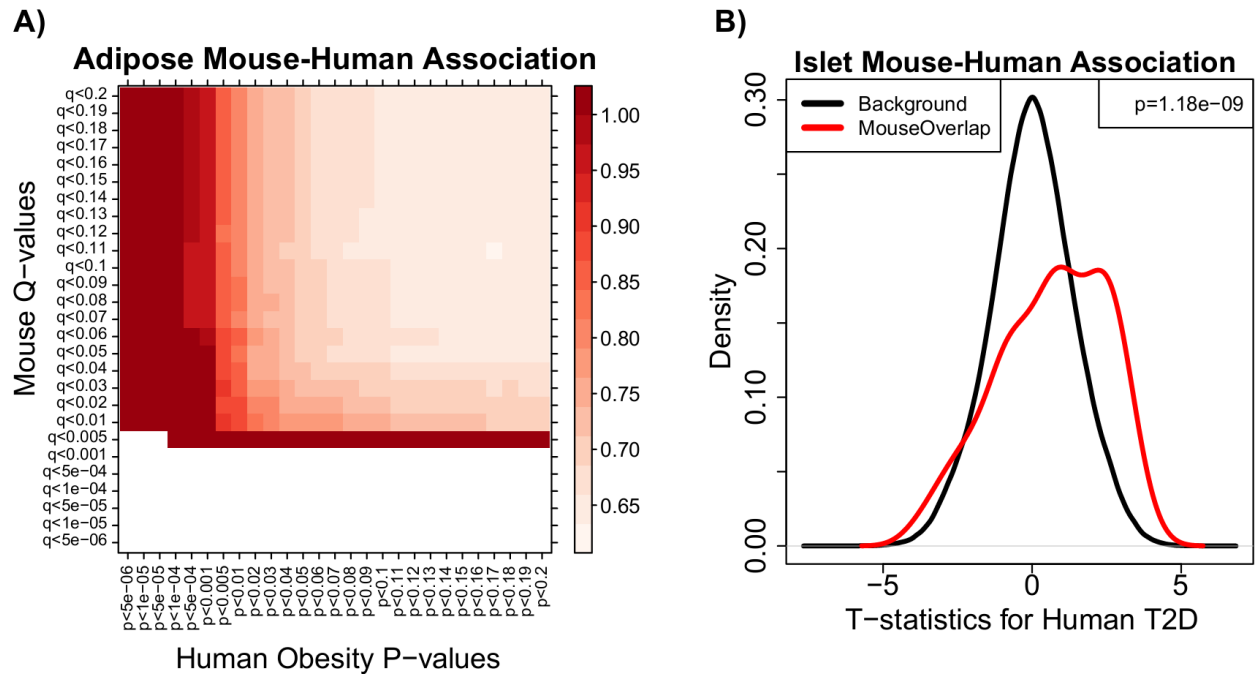 A)
Adipose Mouse-Human Association
Mouse Q−values
q<0.2
q<0.19
q<0.18
q<0.17
q<0.16
q<0.15
q<0.14
q<0.13
q<0.12
q<0.11
q<0.1
q<0.09
q<0.08
q<0.07
q<0.06
q<0.05
q<0.04
q<0.03
q<0.02
q<0.01
q<0.005
q<0.001
q<5e−04
q<1e−04
q<5e−05
q<1e−05
q<5e−06
p<5e−06
p<1e−05
p<5e−05
p<1e−04
p<5e−04
p<0.001
p<0.005
p<0.01
p<0.02
p<0.03
p<0.04
p<0.05
p<0.06
p<0.07
p<0.08
p<0.09
p<0.1
p<0.11
p<0.12
p<0.13
p<0.14
p<0.15
p<0.16
p<0.17
p<0.18
p<0.19
p<0.2
Human Obesity P−values
1.00
0.95
0.90
0.85
0.80
0.75
0.70
0.65
B)
Islet Mouse-Human Association
Background
MouseOverlap
p=1.18e−09
Density
0.30
0.20
0.10
0.00
−5
0
5
T−statistics for Human T2D